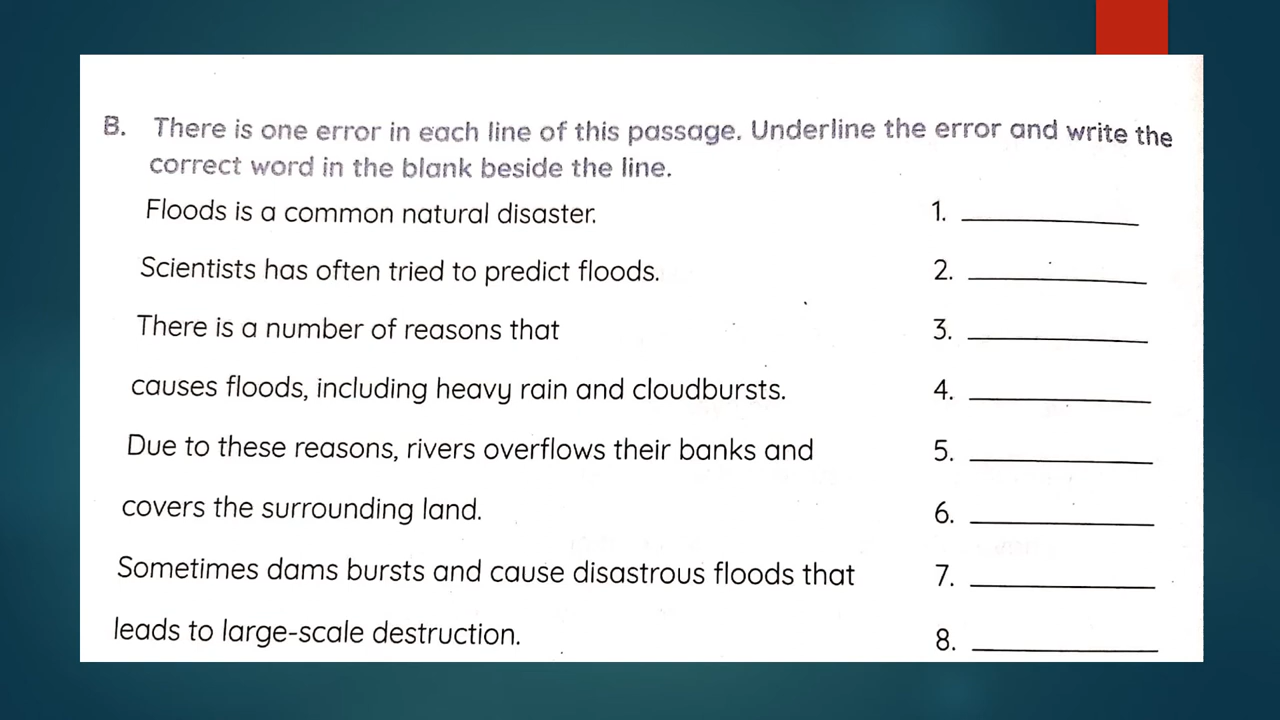 B. There is one error in each line of this passage. Underline the error and write the
correct word in the blank beside the line.
Floods is a common natural disaster. 1.
Scientists has often tried to predict floods. 2.
There is a number of reasons that 3.
causes floods, including heavy rain and cloudbursts. 4.
Due to these reasons, rivers overflows their banks and 5.
covers the surrounding land. 6.
Sometimes dams bursts and cause disastrous floods that 7.
leads to large-scale destruction. 8.